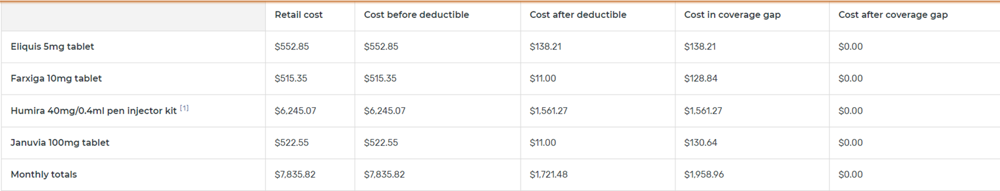 Retail cost Cost before deductible Cost after deductible Cost in coverage gap Cost after coverage gap
Eliquis 5mg tablet $552.85 $552.85 $138.21 $138.21 $0.00
Farxiga 10mg tablet $515.35 $515.35 $11.00 $128.84 $0.00
Humira 40mg/0.4ml pen injector kit [1] $6,245.07 $6,245.07 $1,561.27 $1,561.27 $0.00
Januvia 100mg tablet $522.55 $522.55 $11.00 $130.64 $0.00
Monthly totals $7,835.82 $7,835.82 $1,721.48 $1,958.96 $0.00